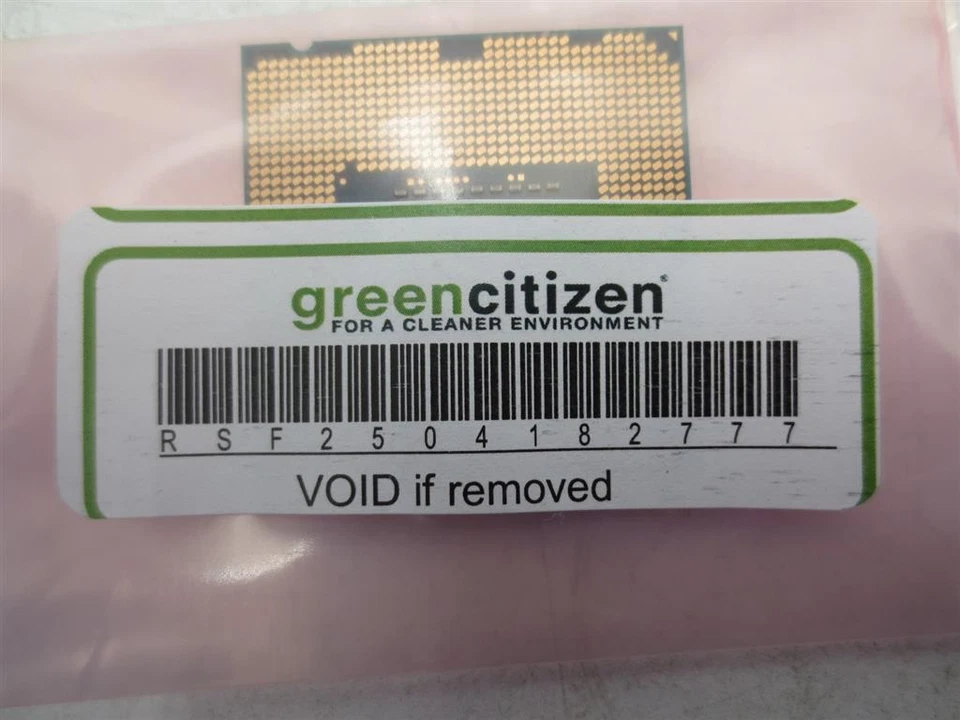 greencitizen®
FOR A CLEANER ENVIRONMENT
RSF2504182777
VOID if removed